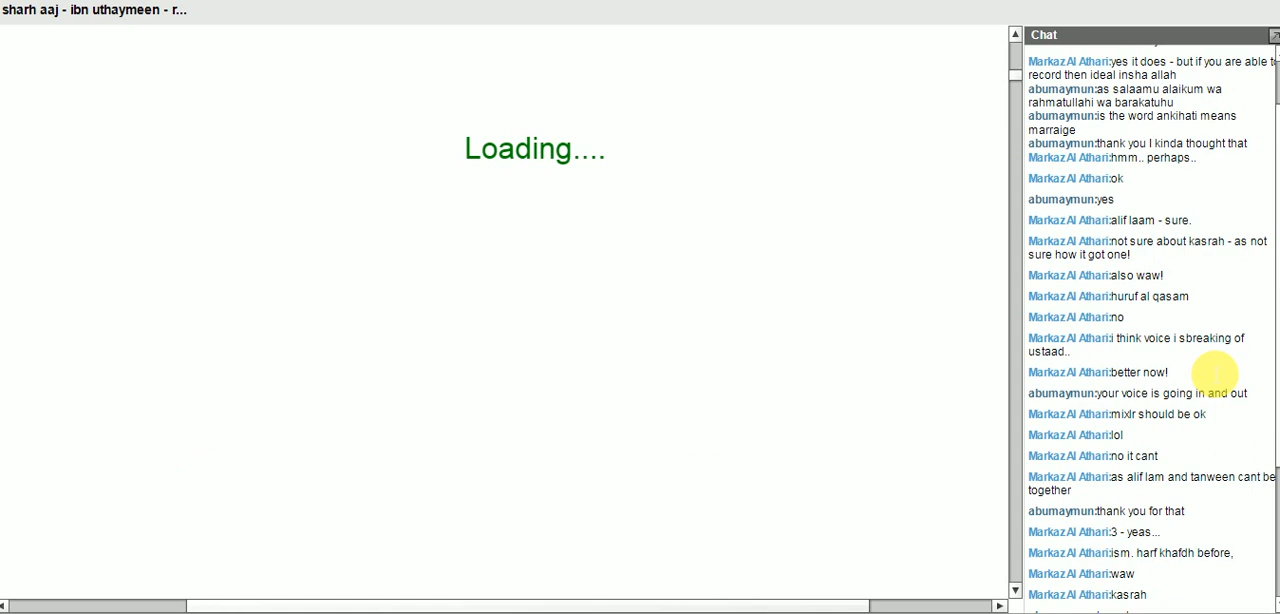 sharh aaj - ibn uthaymeen - r...
Chat
Loading....
MarkazAl Athari:yes it does - but if you are able to
record then ideal insha allah
abumaymun:as salaamu alaikum wa
rahmatullahi wa barakatuhu
abumaymun:is the word ankihati means
marraige
abumaymun:thank you I kinda thought that
MarkazAl Athari:hmm.. perhaps..
MarkazAl Athari:ok
abumaymun:yes
MarkazAl Athari:alif laam - sure.
MarkazAl Athari:not sure about kasrah - as not
sure how it got one!
MarkazAl Athari:also waw!
MarkazAl Athari:huruf al qasam
MarkazAl Athari:no
MarkazAl Athari:i think voice i sbreaking of
ustaad..
MarkazAl Athari:better now!
abumaymun:your voice is going in and out
MarkazAl Athari:mixlr should be ok
MarkazAl Athari:lol
MarkazAl Athari:no it cant
MarkazAl Athari:as alif lam and tanween cant be
together
abumaymun:thank you for that
MarkazAl Athari:3 - yeas...
MarkazAl Athari:ism. harf khafdh before,
MarkazAl Athari:waw
MarkazAl Athari:kasrah